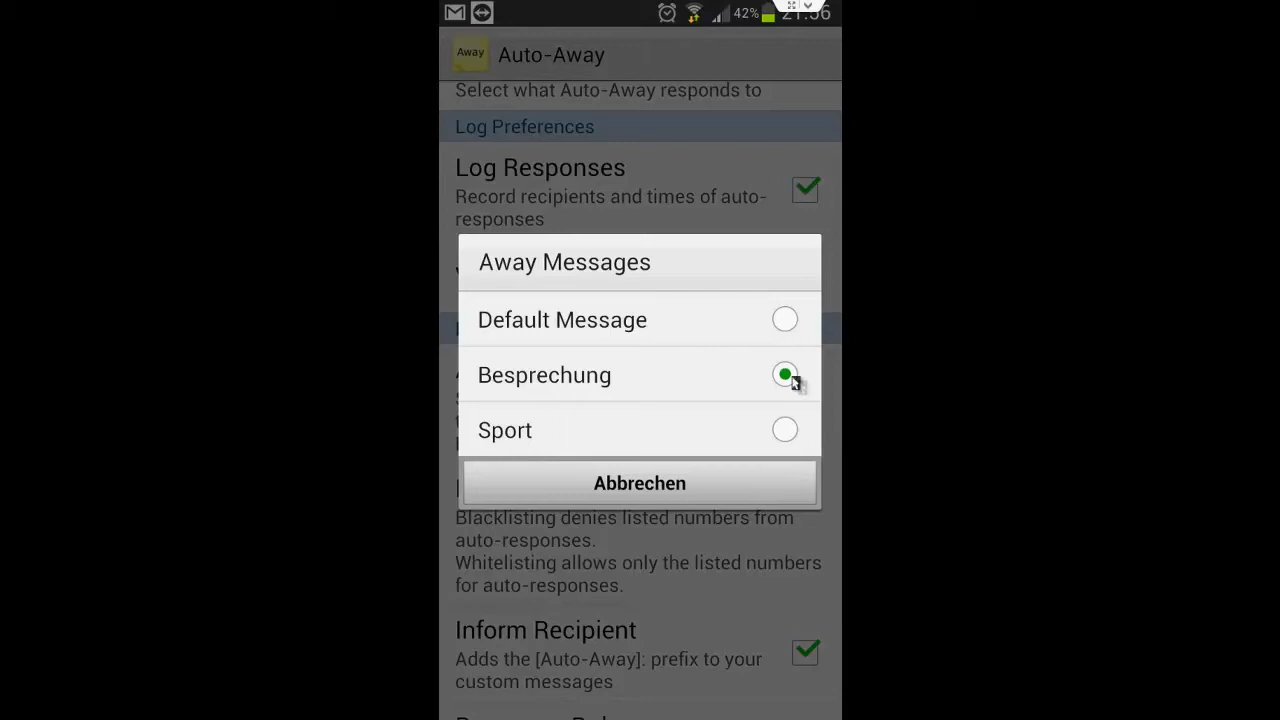 42% 21:56
Away Auto-Away
Select what Auto-Away responds to
Log Preferences
Log Responses
Record recipients and times of auto-
responses
Away Messages
Default Message
Besprechung
Sport
Abbrechen
Blacklisting denies listed numbers from
auto-responses.
Whitelisting allows only the listed numbers
for auto-responses.
Inform Recipient
Adds the [Auto-Away]: prefix to your
custom messages